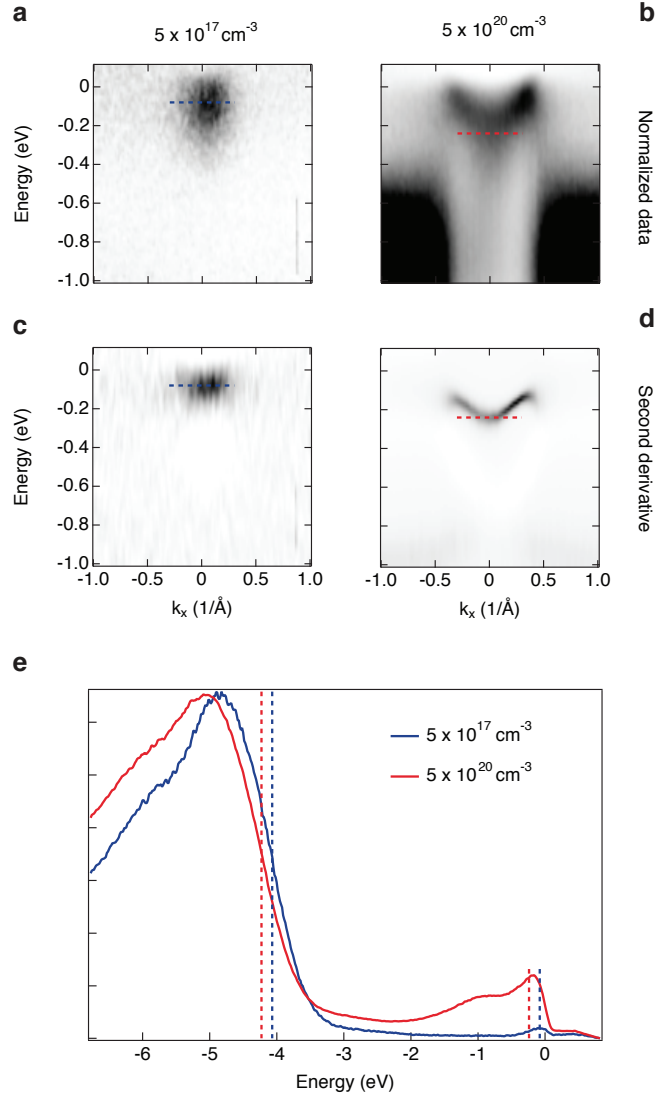 a
b
5 x 10^17 cm^-3
5 x 10^20 cm^-3
0
-0.2
-0.4
-0.6
-0.8
-1.0
Energy (eV)
Normalized data
c
d
0
-0.2
-0.4
-0.6
-0.8
-1.0
Energy (eV)
Second derivative
-1.0 -0.5 0 0.5 1.0
-1.0 -0.5 0 0.5 1.0
k_x (1/Å)
k_x (1/Å)
e
5 x 10^17 cm^-3
5 x 10^20 cm^-3
-6 -5 -4 -3 -2 -1 0
Energy (eV)